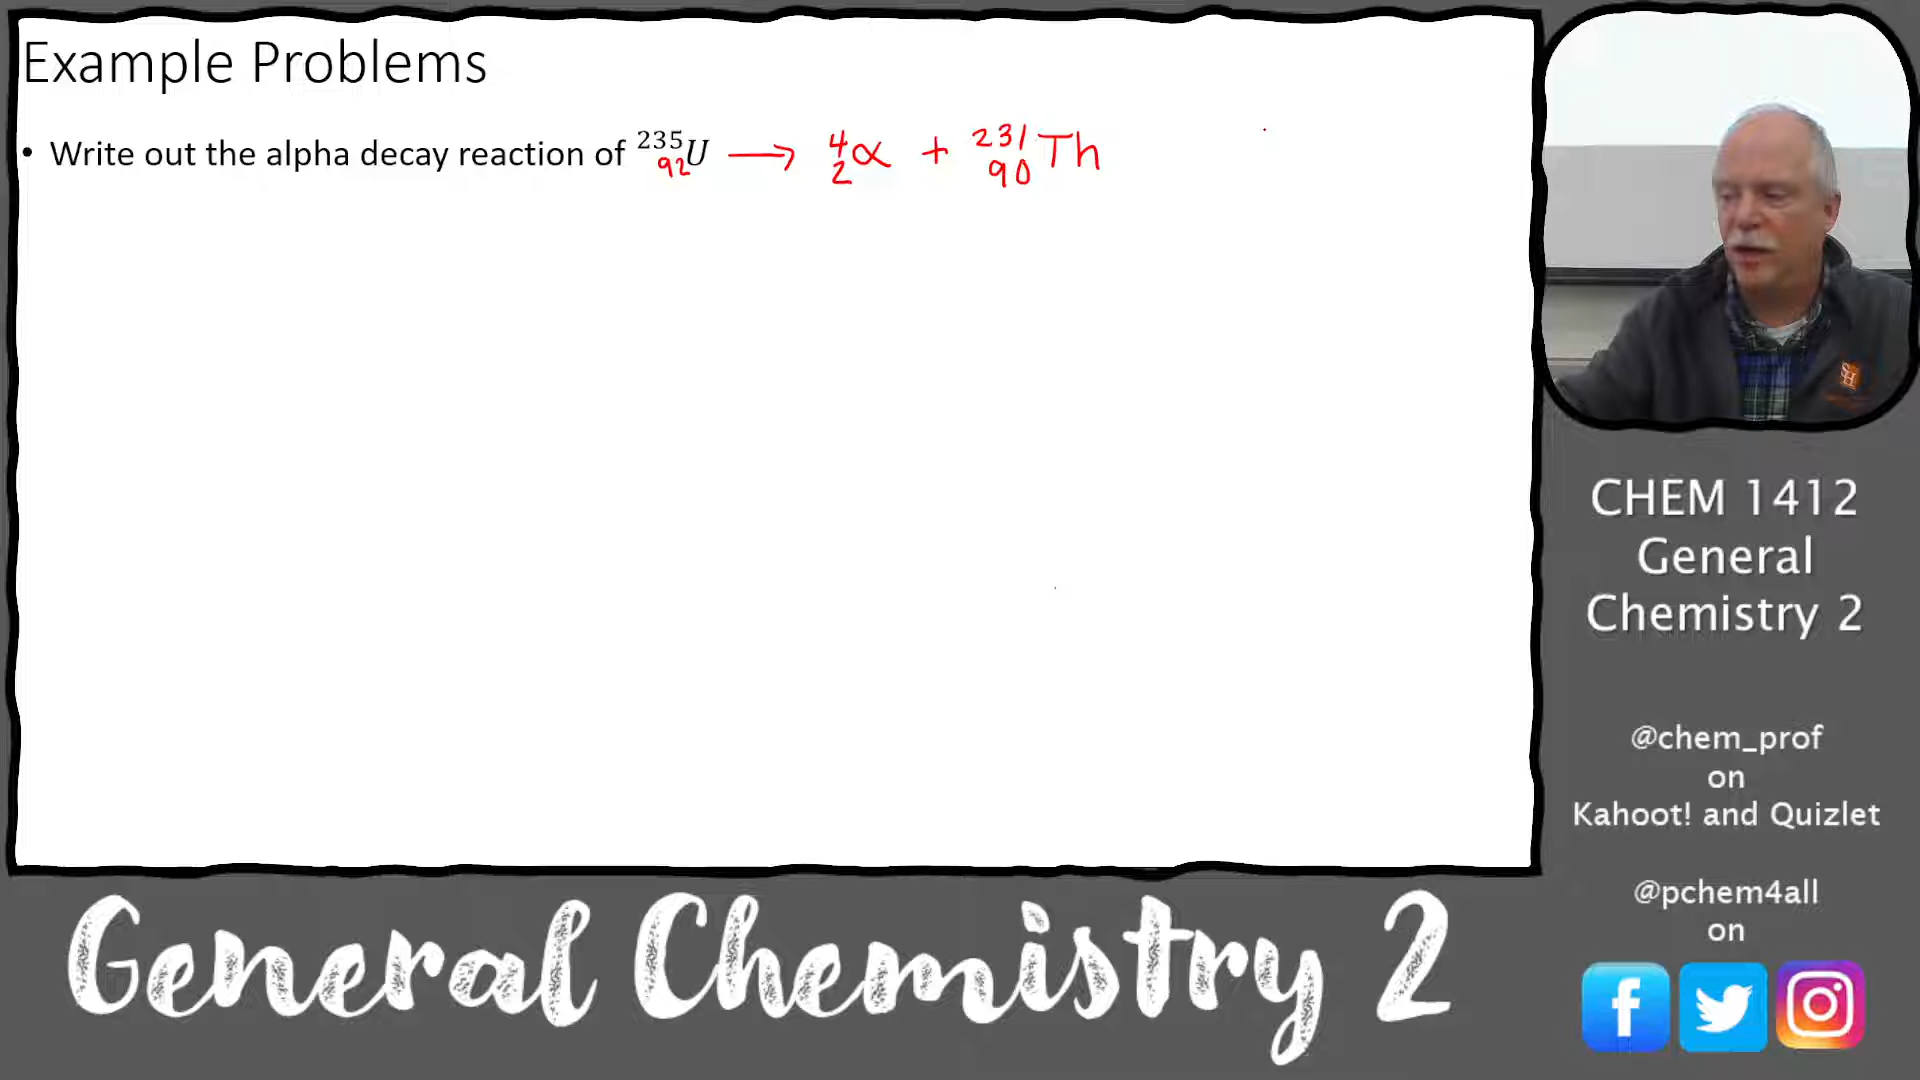 Example Problems
• Write out the alpha decay reaction of ²³⁵₉₂U ⟶ ⁴₂α + ²³¹₉₀Th
CHEM 1412
General
Chemistry 2
@chem_prof
on
Kahoot! and Quizlet
@pchem4all
on
General Chemistry 2